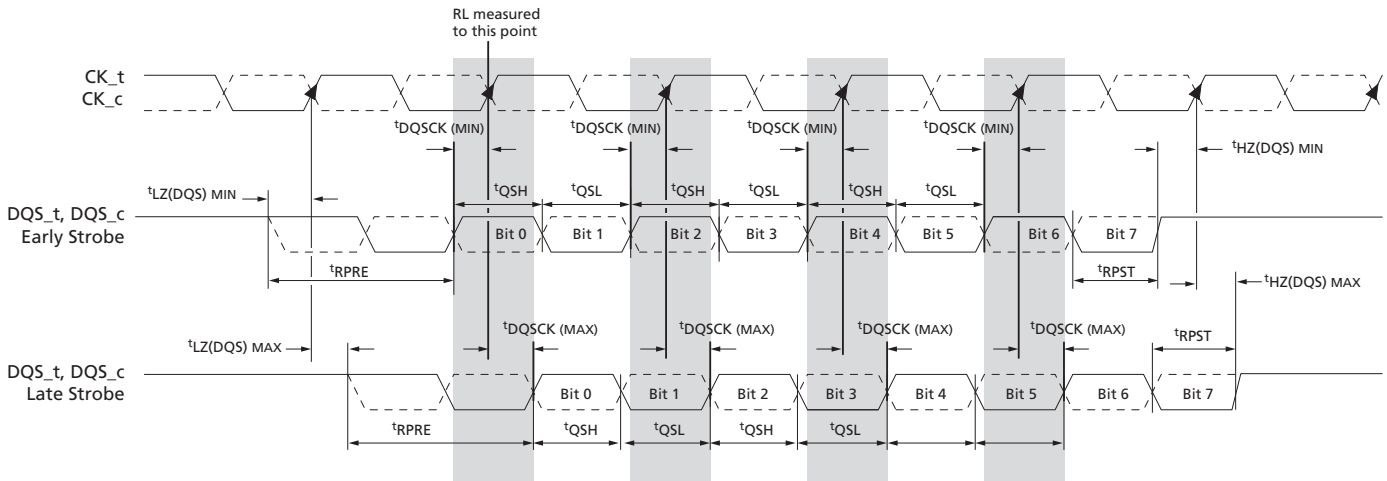 RL measured
to this point
CK_t
CK_c
tDQSCK (MIN) tDQSCK (MIN) tDQSCK (MIN) tDQSCK (MIN)
tHZ(DQS) MIN
tLZ(DQS) MIN
tQSH tQSL tQSH tQSL tQSH tQSL
DQS_t, DQS_c
Early Strobe
Bit 0 Bit 1 Bit 2 Bit 3 Bit 4 Bit 5 Bit 6 Bit 7
tRPRE tRPST
tHZ(DQS) MAX
tLZ(DQS) MAX
tDQSCK (MAX) tDQSCK (MAX) tDQSCK (MAX) tDQSCK (MAX) tRPST
DQS_t, DQS_c
Late Strobe
Bit 0 Bit 1 Bit 2 Bit 3 Bit 4 Bit 5 Bit 6 Bit 7
tRPRE tQSH tQSL tQSH tQSL